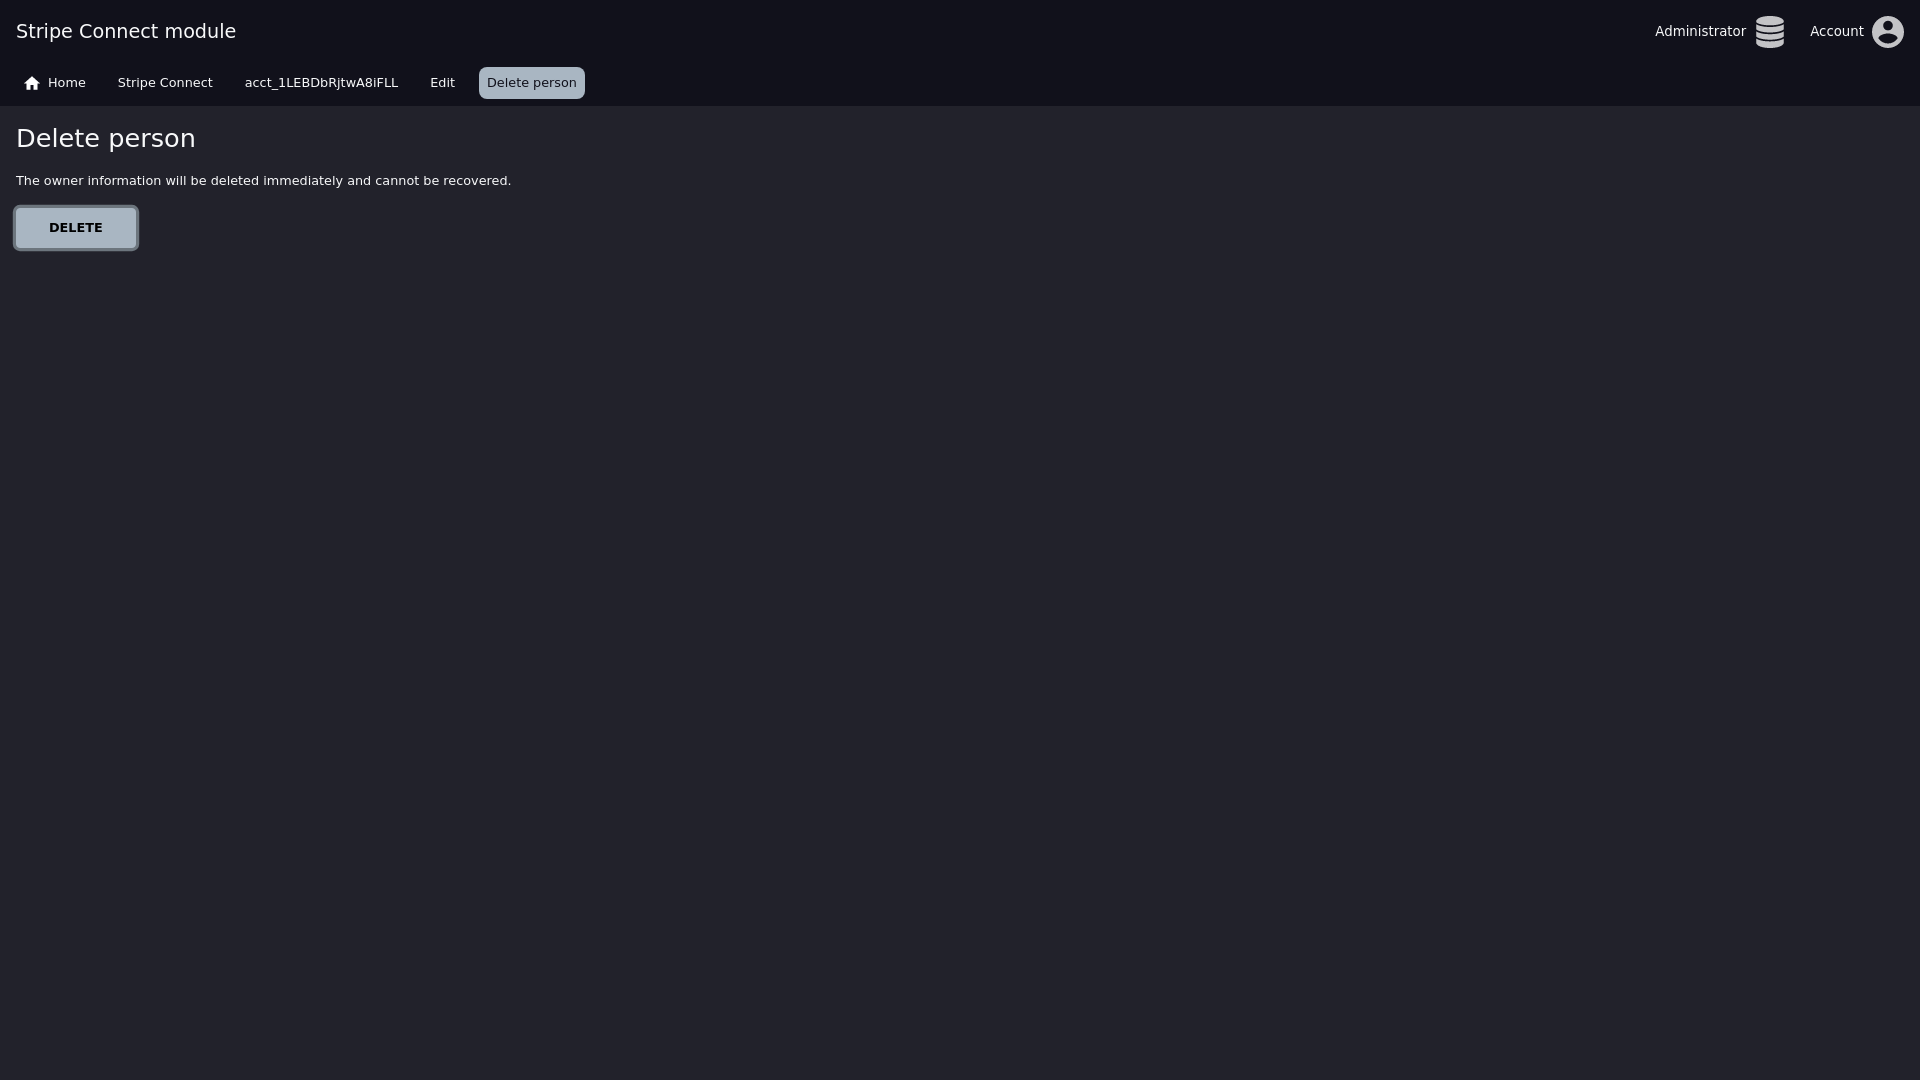 Stripe Connect module
Administrator
Account
Home
Stripe Connect
acct_1LEBDbRjtwA8iFLL
Edit
Delete person
Delete person
The owner information will be deleted immediately and cannot be recovered.
DELETE